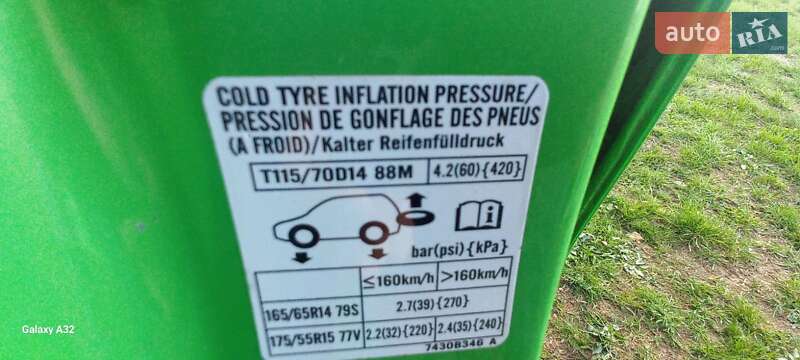 auto RIA
COLD TYRE INFLATION PRESSURE/
PRESSION DE GONFLAGE DES PNEUS
(A FROID)/Kalter Reifenfülldruck
T115/70D14 88M 4.2(60){420}
i
bar(psi){kPa}
≤160km/h >160km/h
165/65R14 79S 2.7(39){270}
175/55R15 77V 2.2(32){220} 2.4(35){240}
7430B346 A
Galaxy A32